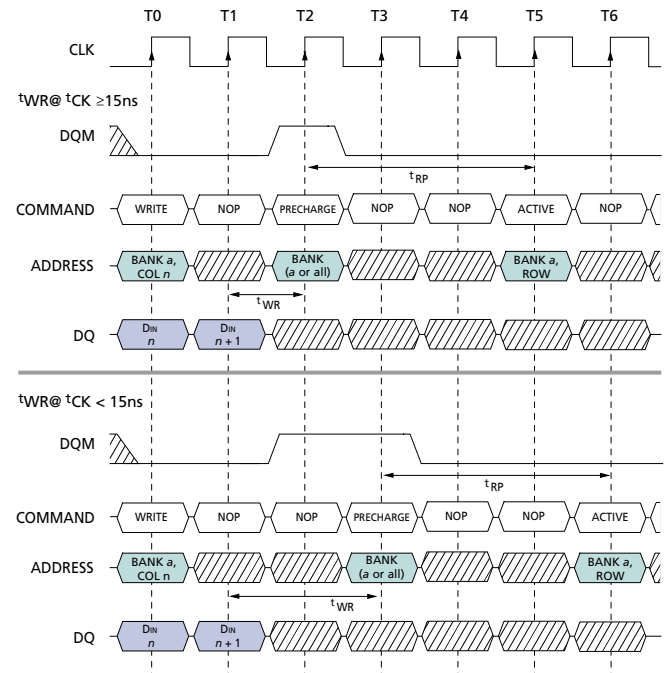 T0 T1 T2 T3 T4 T5 T6
CLK
tWR@ tCK ≥15ns
DQM
tRP
COMMAND WRITE NOP PRECHARGE NOP NOP ACTIVE NOP
ADDRESS BANK a, COL n BANK (a or all) BANK a, ROW
tWR
DQ DIN n DIN n + 1
tWR@ tCK < 15ns
DQM
tRP
COMMAND WRITE NOP NOP PRECHARGE NOP NOP ACTIVE
ADDRESS BANK a, COL n BANK (a or all) BANK a, ROW
tWR
DQ DIN n DIN n + 1